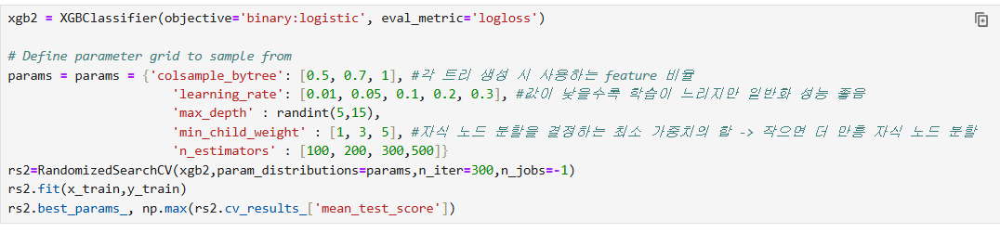 xgb2 = XGBClassifier(objective='binary:logistic', eval_metric='logloss')
# Define parameter grid to sample from
params = params = {'colsample_bytree': [0.5, 0.7, 1], #각 트리 생성 시 사용하는 feature 비율
'learning_rate': [0.01, 0.05, 0.1, 0.2, 0.3], #값이 낮을수록 학습이 느리지만 일반화 성능 좋음
'max_depth' : randint(5,15),
'min_child_weight' : [1, 3, 5], #자식 노드 분할을 결정하는 최소 가중치의 합 -> 작으면 더 만흥 자식 노드 분할
'n_estimators' : [100, 200, 300,500]}
rs2=RandomizedSearchCV(xgb2,param_distributions=params,n_iter=300,n_jobs=-1)
rs2.fit(x_train,y_train)
rs2.best_params_, np.max(rs2.cv_results_['mean_test_score'])